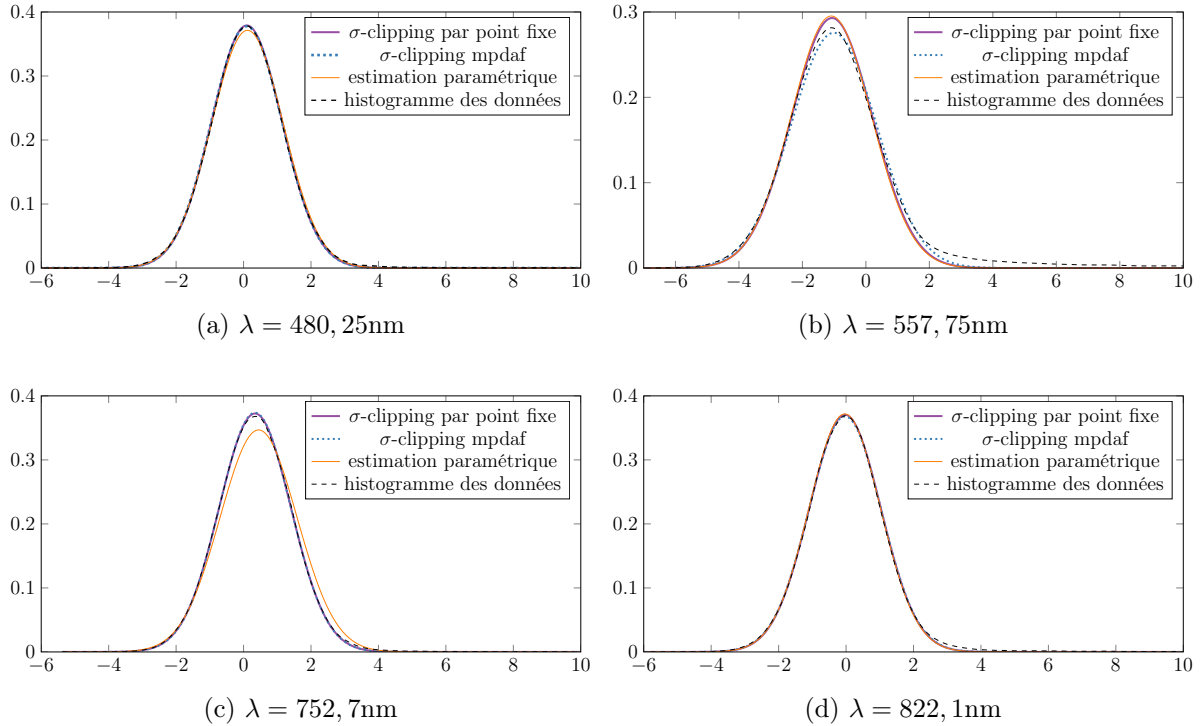 0.4
0.3
0.2
0.1
0
−6 −4 −2 0 2 4 6 8 10
σ-clipping par point fixe
σ-clipping mpdaf
estimation paramétrique
histogramme des données
(a) λ = 480, 25nm
0.3
0.2
0.1
0
−6 −4 −2 0 2 4 6 8 10
σ-clipping par point fixe
σ-clipping mpdaf
estimation paramétrique
histogramme des données
(b) λ = 557, 75nm
0.4
0.3
0.2
0.1
0
−6 −4 −2 0 2 4 6 8 10
σ-clipping par point fixe
σ-clipping mpdaf
estimation paramétrique
histogramme des données
(c) λ = 752, 7nm
0.4
0.3
0.2
0.1
0
−6 −4 −2 0 2 4 6 8 10
σ-clipping par point fixe
σ-clipping mpdaf
estimation paramétrique
histogramme des données
(d) λ = 822, 1nm